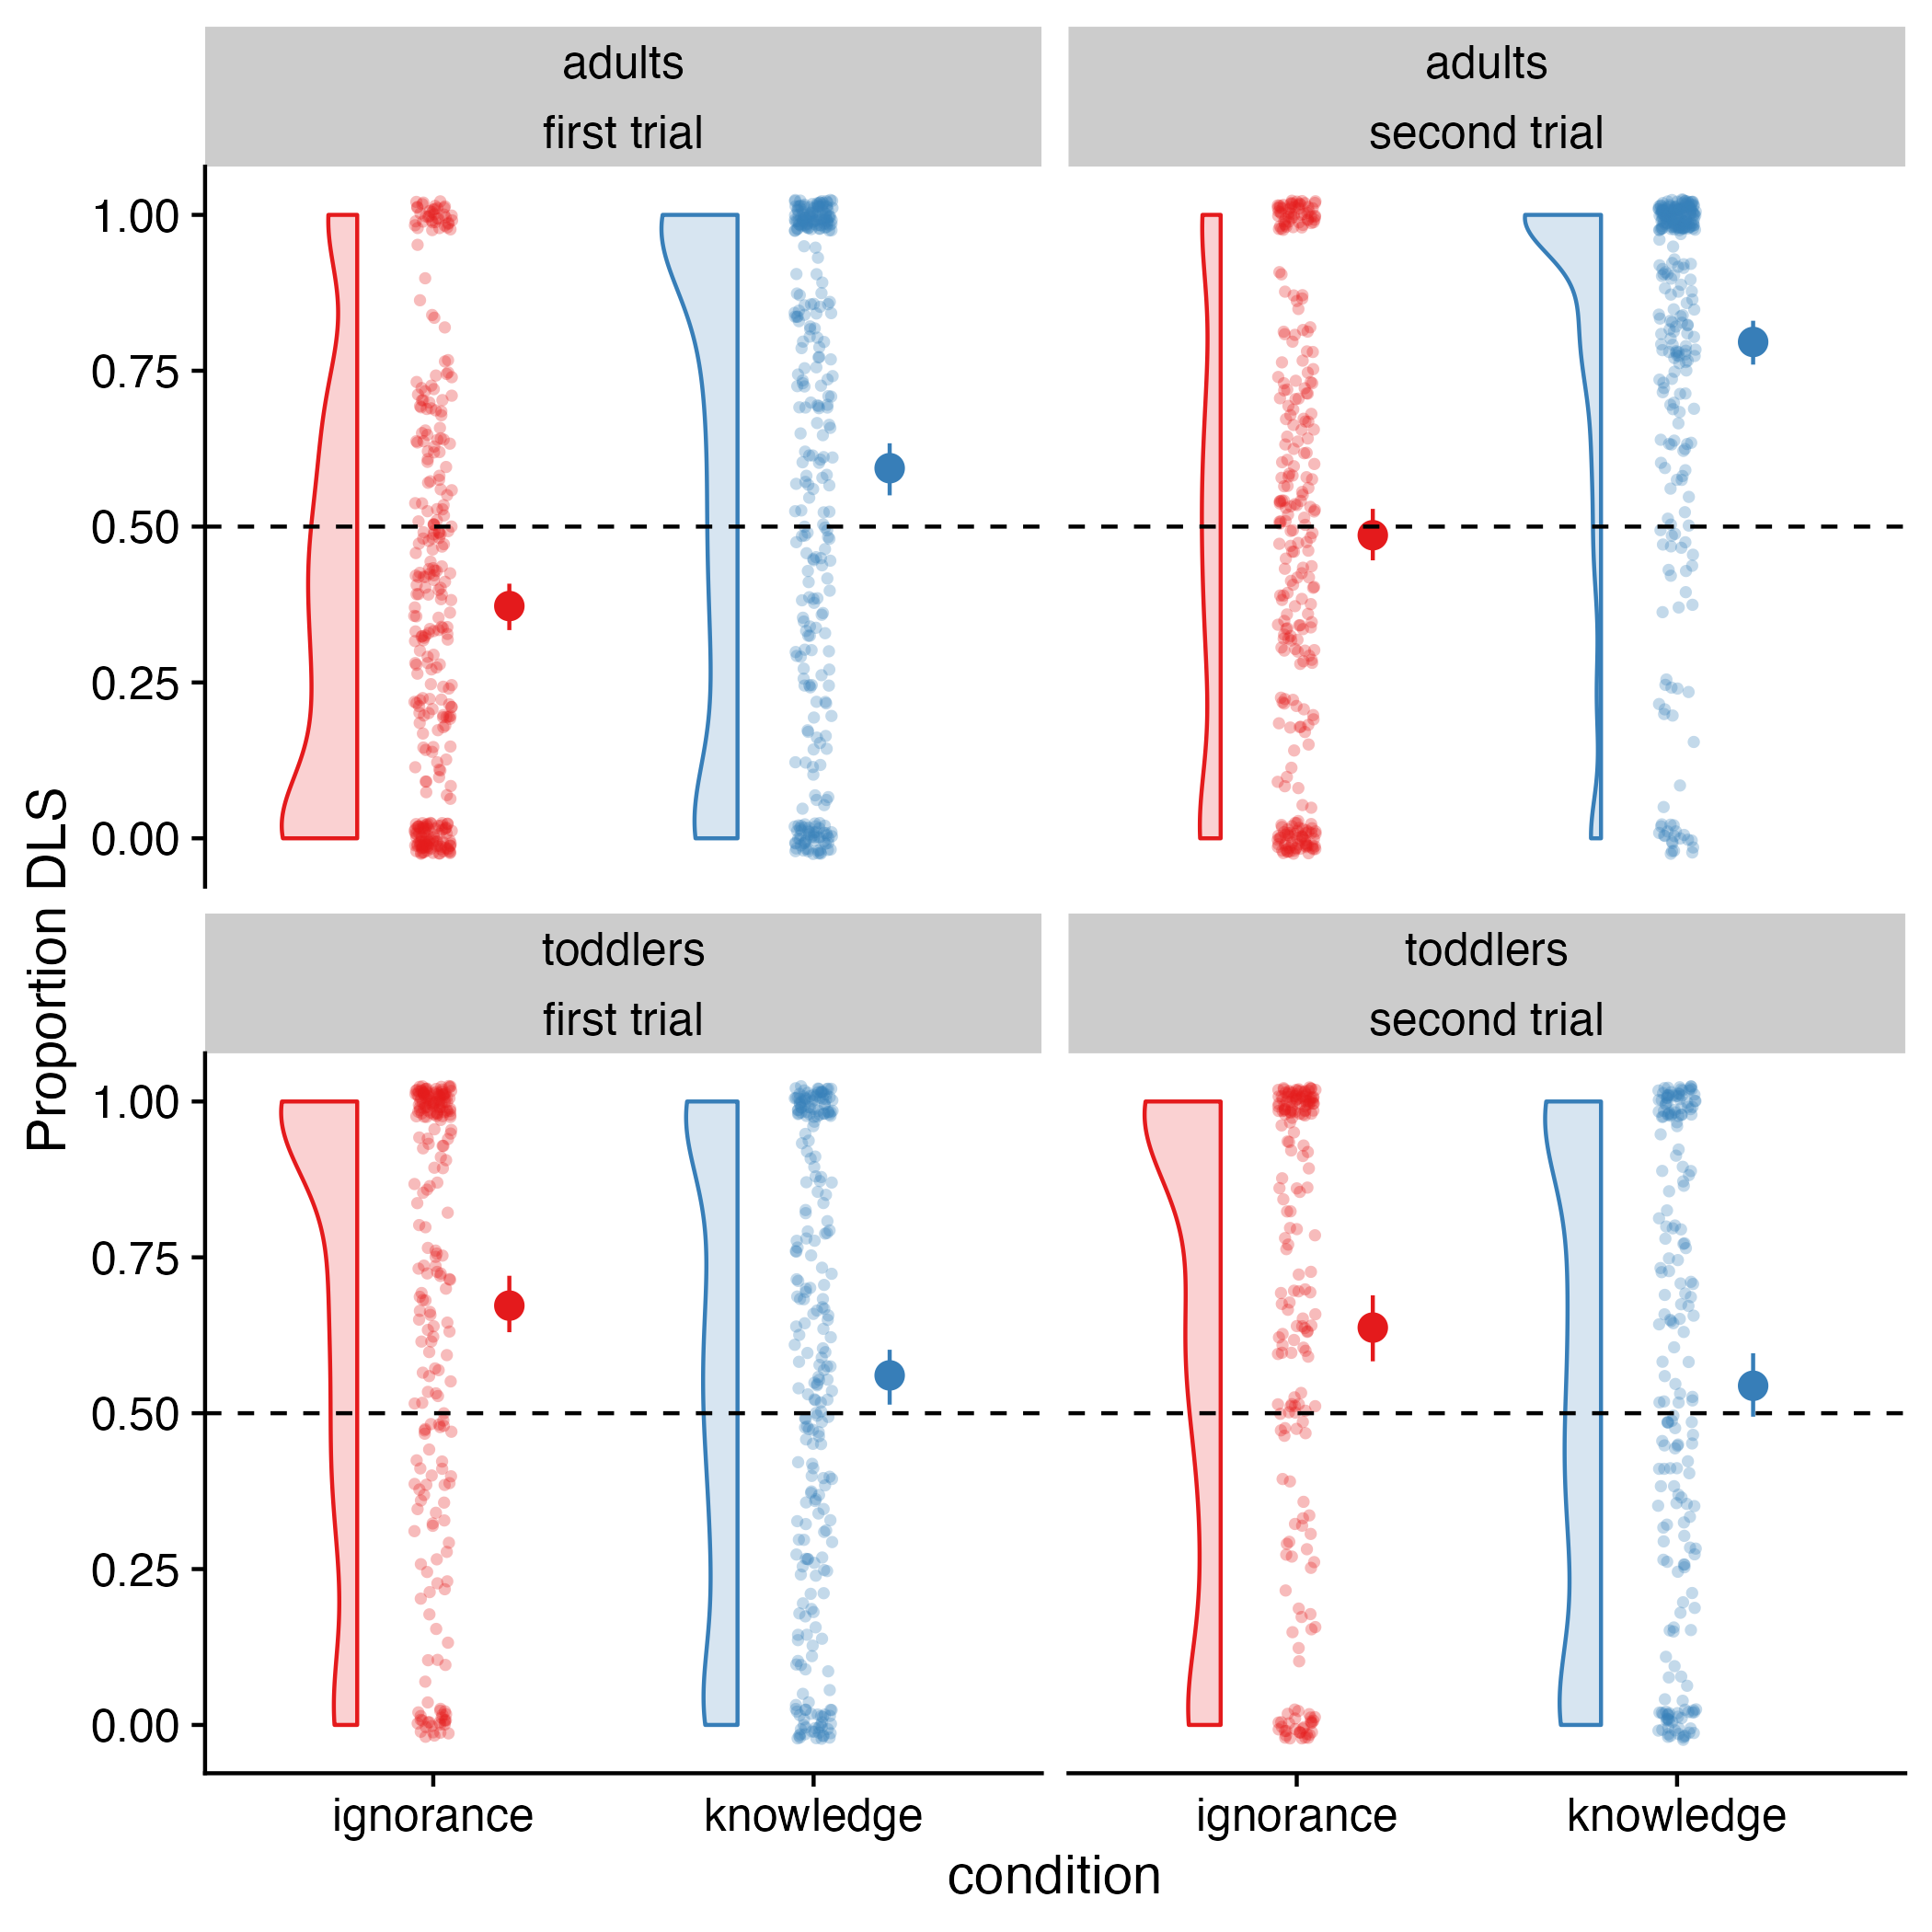 adults
first trial
adults
second trial
1.00
0.75
0.50
0.25
0.00
toddlers
first trial
toddlers
second trial
1.00
0.75
0.50
0.25
0.00
Proportion DLS
ignorance
knowledge
ignorance
knowledge
condition